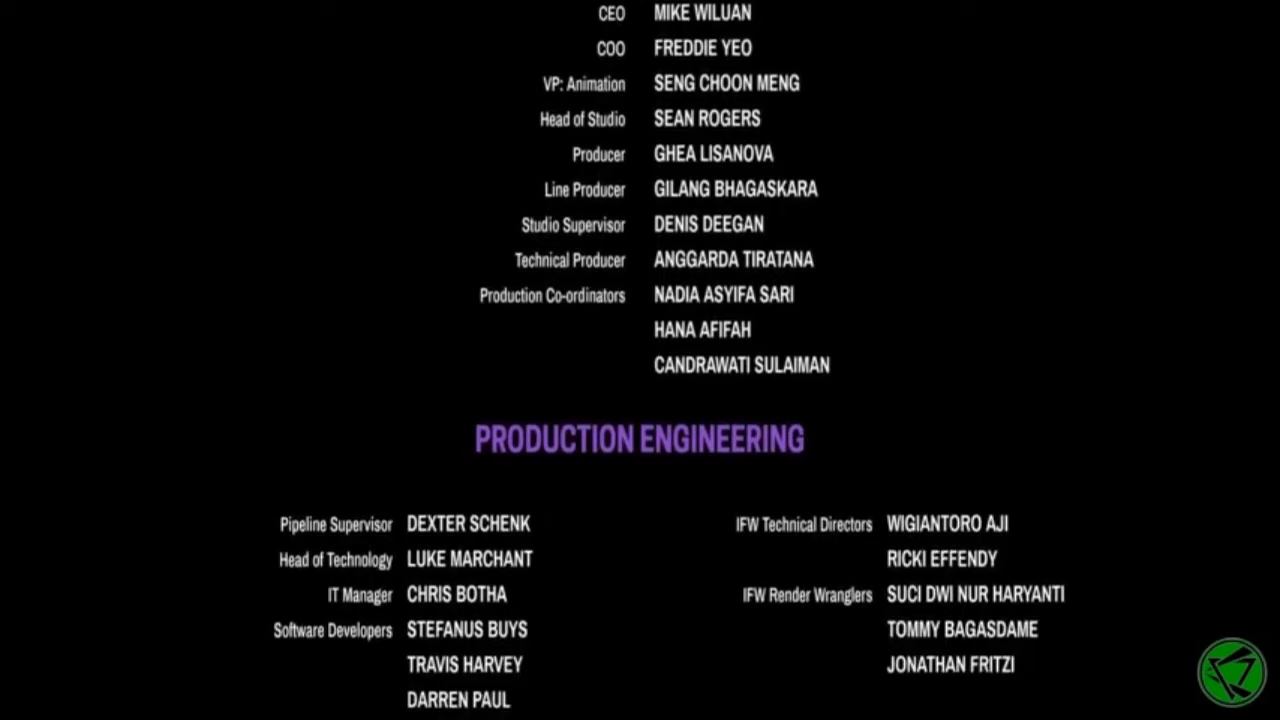 CEO MIKE WILUAN
COO FREDDIE YEO
VP: Animation SENG CHOON MENG
Head of Studio SEAN ROGERS
Producer GHEA LISANOVA
Line Producer GILANG BHAGASKARA
Studio Supervisor DENIS DEEGAN
Technical Producer ANGGARDA TIRATANA
Production Co-ordinators NADIA ASYIFA SARI
HANA AFIFAH
CANDRAWATI SULAIMAN
PRODUCTION ENGINEERING
Pipeline Supervisor DEXTER SCHENK
Head of Technology LUKE MARCHANT
IT Manager CHRIS BOTHA
Software Developers STEFANUS BUYS
TRAVIS HARVEY
DARREN PAUL
IFW Technical Directors WIGIANTORO AJI
RICKI EFFENDY
IFW Render Wranglers SUCI DWI NUR HARYANTI
TOMMY BAGASDAME
JONATHAN FRITZI